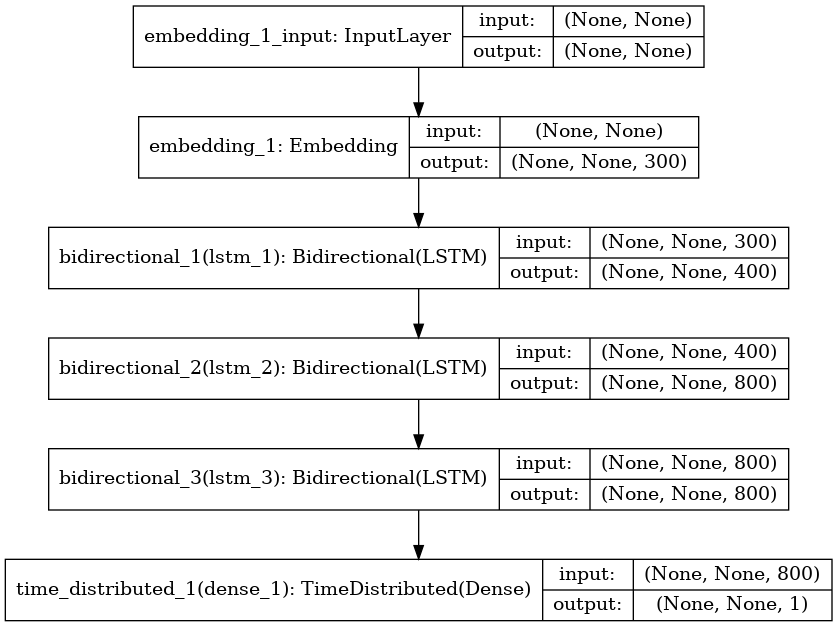 embedding_1_input: InputLayer
input: (None, None)
output: (None, None)
embedding_1: Embedding
input: (None, None)
output: (None, None, 300)
bidirectional_1(lstm_1): Bidirectional(LSTM)
input: (None, None, 300)
output: (None, None, 400)
bidirectional_2(lstm_2): Bidirectional(LSTM)
input: (None, None, 400)
output: (None, None, 800)
bidirectional_3(lstm_3): Bidirectional(LSTM)
input: (None, None, 800)
output: (None, None, 800)
time_distributed_1(dense_1): TimeDistributed(Dense)
input: (None, None, 800)
output: (None, None, 1)